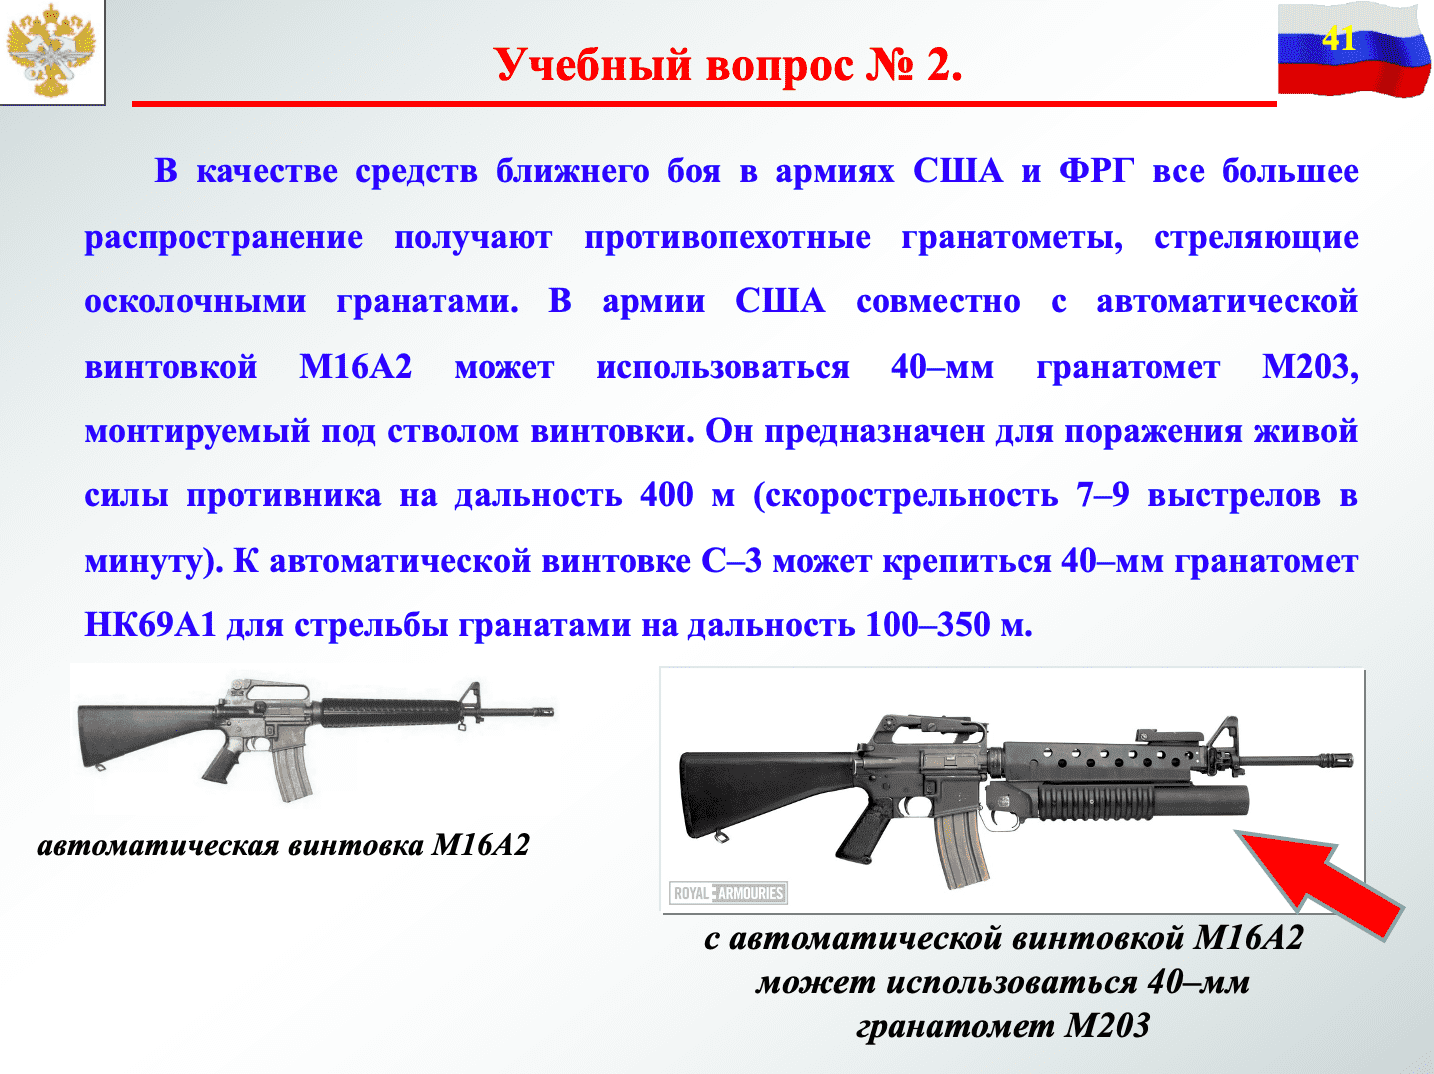 41
Учебный вопрос № 2.
В качестве средств ближнего боя в армиях США и ФРГ все большее
распространение получают противопехотные гранатометы, стреляющие
осколочными гранатами. В армии США совместно с автоматической
винтовкой М16А2 может использоваться 40–мм гранатомет М203,
монтируемый под стволом винтовки. Он предназначен для поражения живой
силы противника на дальность 400 м (скорострельность 7–9 выстрелов в
минуту). К автоматической винтовке С–3 может крепиться 40–мм гранатомет
НК69А1 для стрельбы гранатами на дальность 100–350 м.
автоматическая винтовка М16А2
ROYAL ARMOURIES
с автоматической винтовкой М16А2
может использоваться 40–мм
гранатомет М203